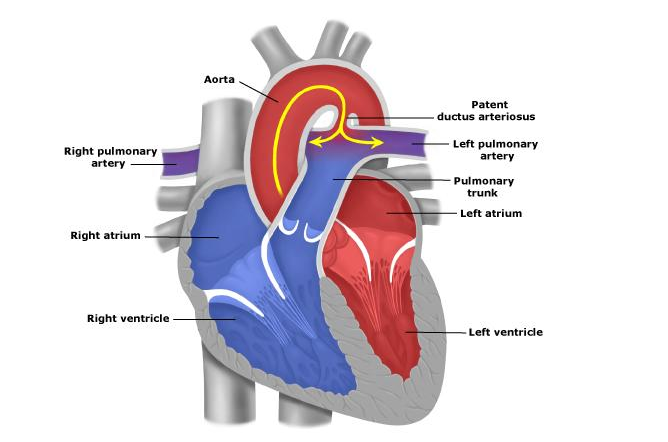 Aorta
Patent
ductus arteriosus
Right pulmonary
artery
Left pulmonary
artery
Pulmonary
trunk
Left atrium
Right atrium
Right ventricle
Left ventricle